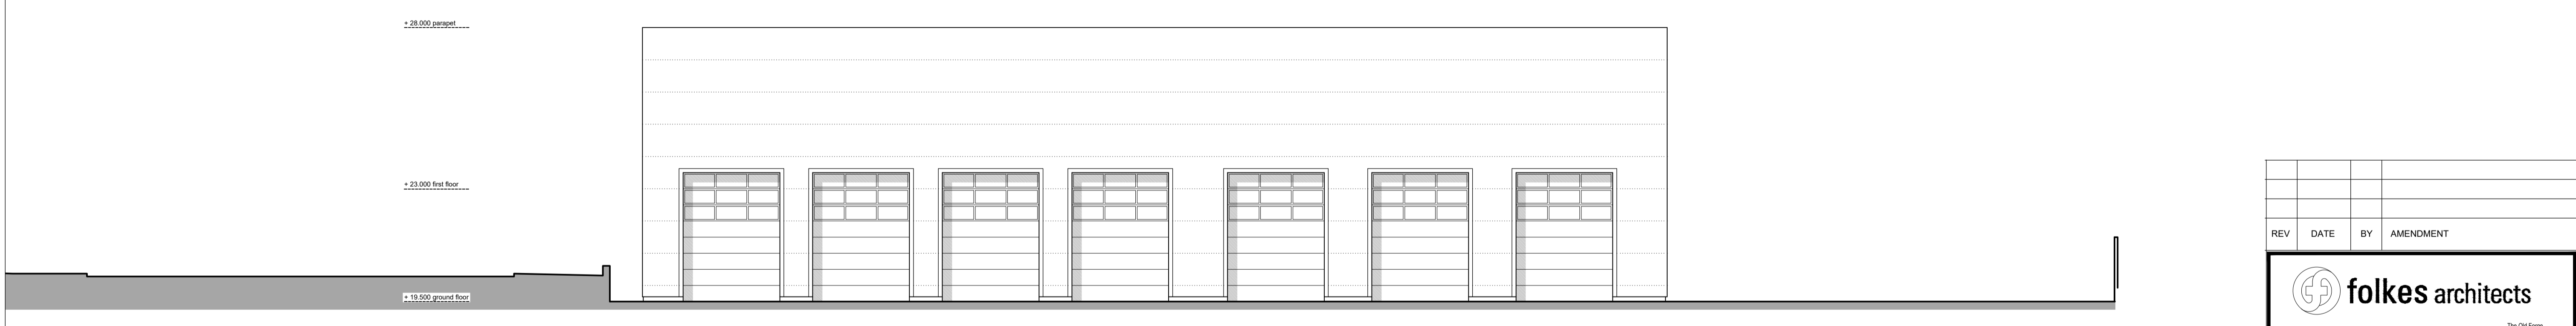 + 28.000 parapet
+ 23.000 first floor
+ 19.500 ground floor
REV DATE BY AMENDMENT
folkes architects